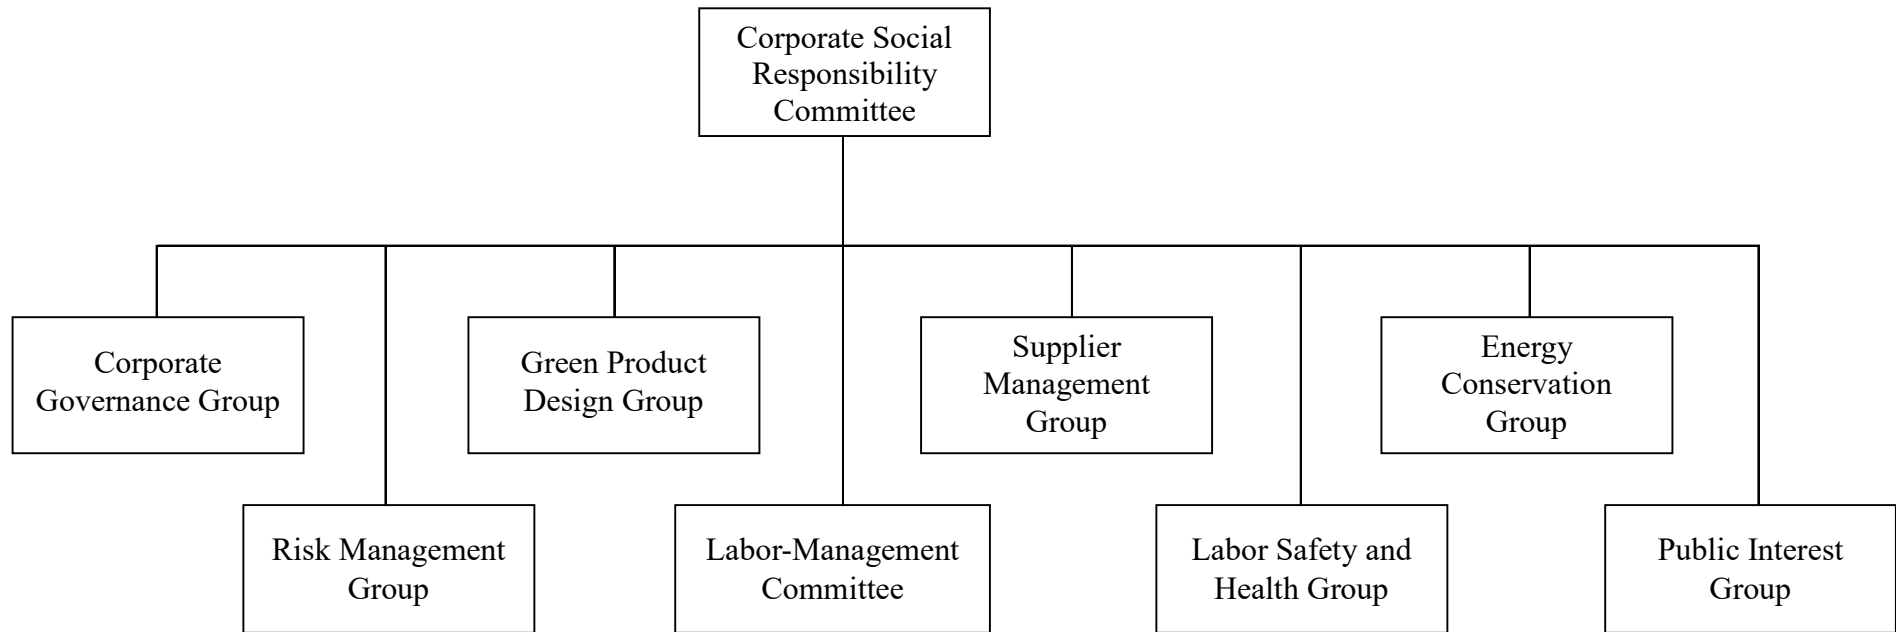 Corporate Social
Responsibility
Committee
Corporate
Governance Group
Green Product
Design Group
Supplier
Management
Group
Energy
Conservation
Group
Risk Management
Group
Labor-Management
Committee
Labor Safety and
Health Group
Public Interest
Group